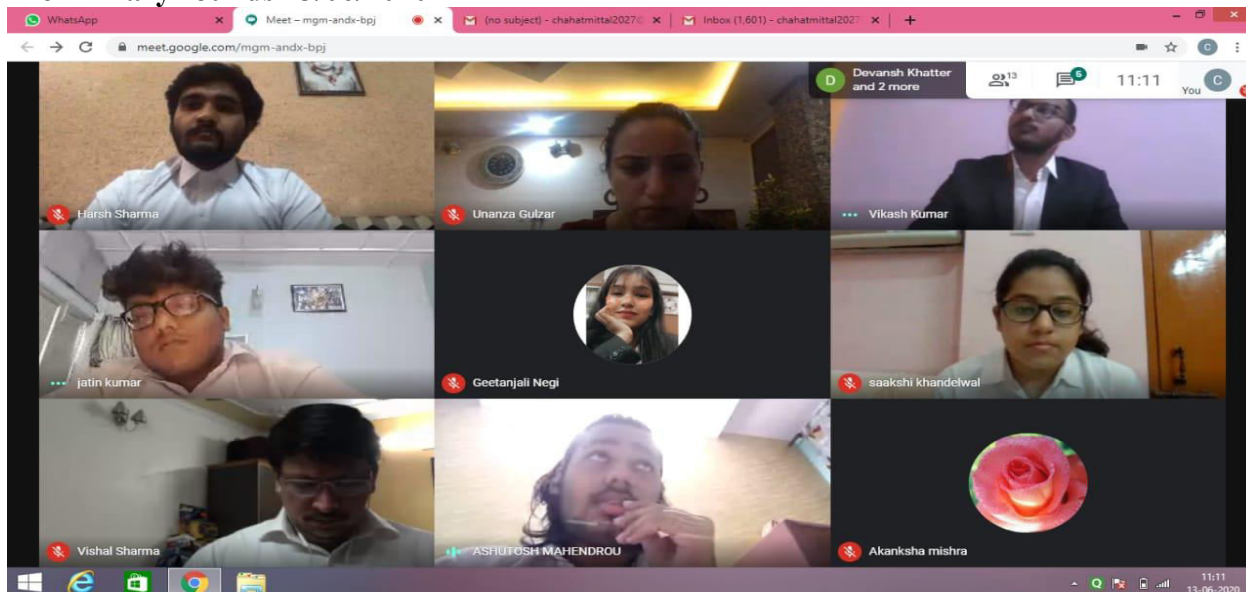 WhatsApp
Meet – mgm-andx-bpj
(no subject) - chahatmittal2027@
Inbox (1,601) - chahatmittal2027
meet.google.com/mgm-andx-bpj
C
D
Devansh Khatter
and 2 more
13
5
11:11
You
C
Harsh Sharma
Unanza Gulzar
Vikash Kumar
jatin kumar
Geetanjali Negi
saakshi khandelwal
Vishal Sharma
ASHUTOSH MAHENDROU
Akanksha mishra
11:11
13-06-2020